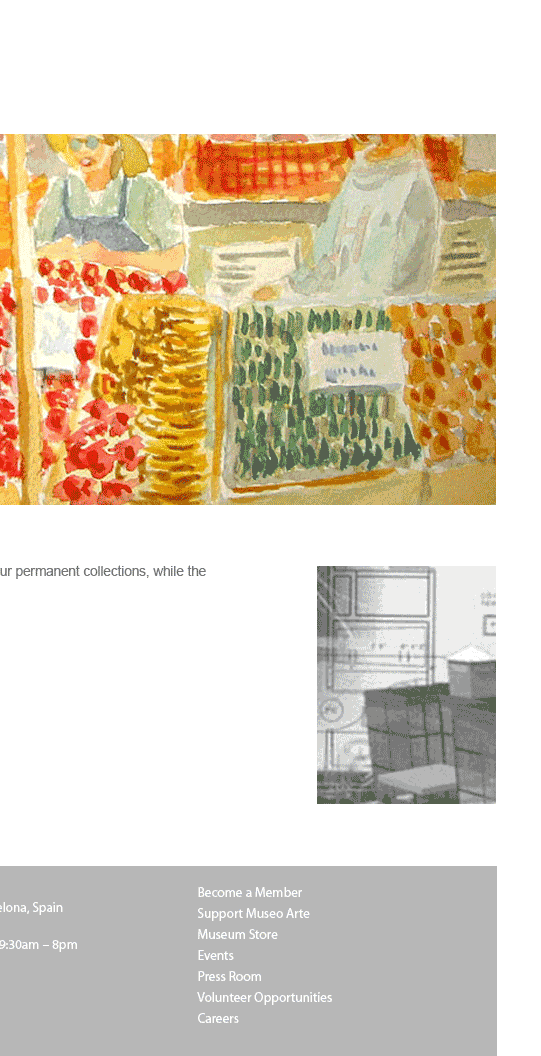 ur permanent collections, while the
elona, Spain
9:30am – 8pm
Become a Member
Support Museo Arte
Museum Store
Events
Press Room
Volunteer Opportunities
Careers